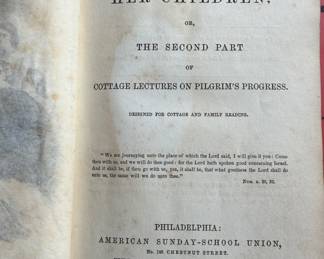 HER CHILDREN;
OR,
THE SECOND PART
OF
COTTAGE LECTURES ON PILGRIM'S PROGRESS.
DESIGNED FOR COTTAGE AND FAMILY READING.
"We are journeying unto the place of which the Lord said, I will give it you: Come
thou with us, and we will do thee good: for the Lord hath spoken good concerning Israel.
And it shall be, if thou go with us, yea, it shall be, that what goodness the Lord shall do
unto us, the same will we do unto thee."
NUM. x. 29, 32.
PHILADELPHIA:
AMERICAN SUNDAY-SCHOOL UNION,
No. CHESTNUT STREET.